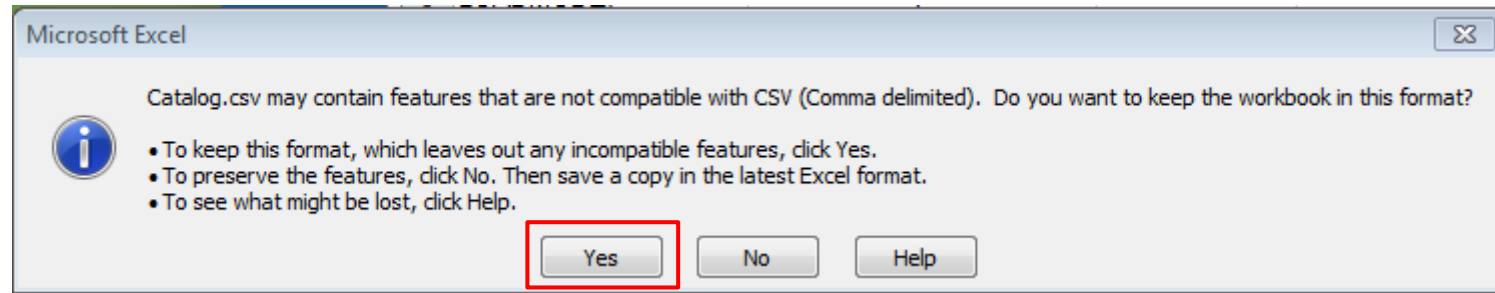 Microsoft Excel
Catalog.csv may contain features that are not compatible with CSV (Comma delimited).  Do you want to keep the workbook in this format?
• To keep this format, which leaves out any incompatible features, click Yes.
• To preserve the features, click No. Then save a copy in the latest Excel format.
• To see what might be lost, click Help.
Yes No Help